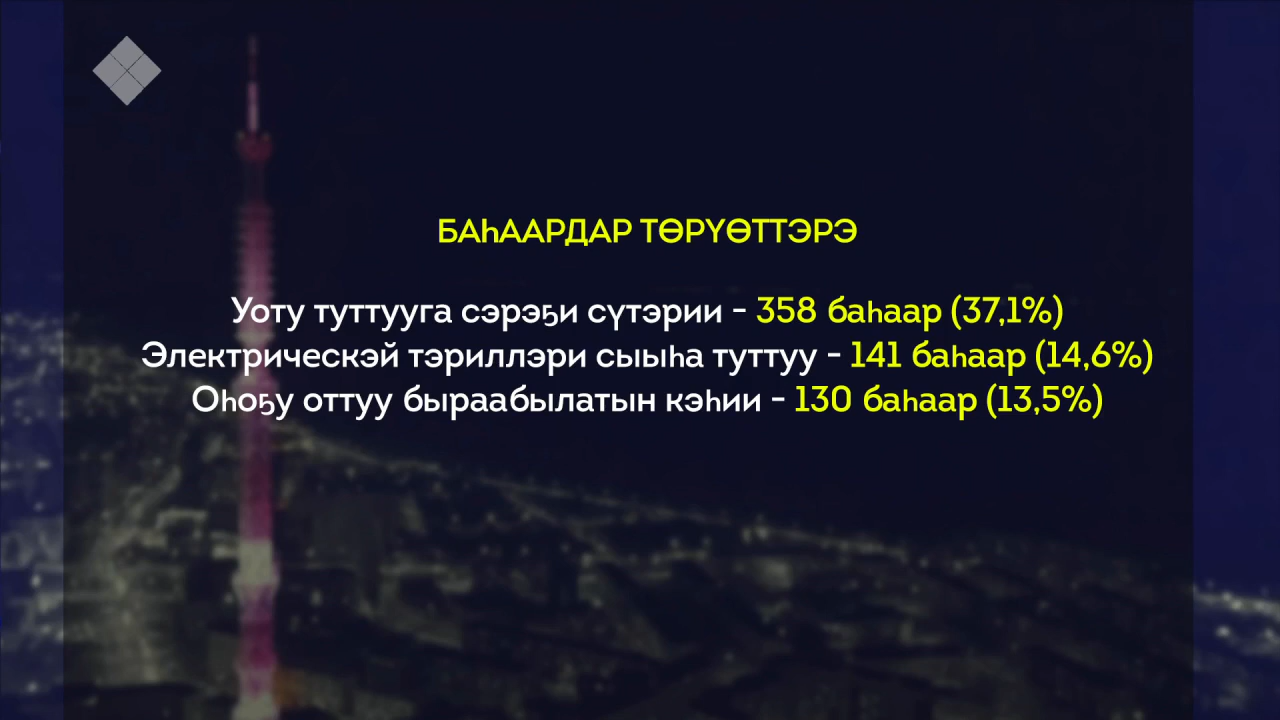 БАҺААРДАР ТӨРҮӨТТЭРЭ
Уоту туттууга сэрэҕи сүтэрии - 358 баһаар (37,1%)
Электрическэй тэриллэри сыыһа туттуу - 141 баһаар (14,6%)
Оһоҕу оттуу быраабылатын кэһии - 130 баһаар (13,5%)